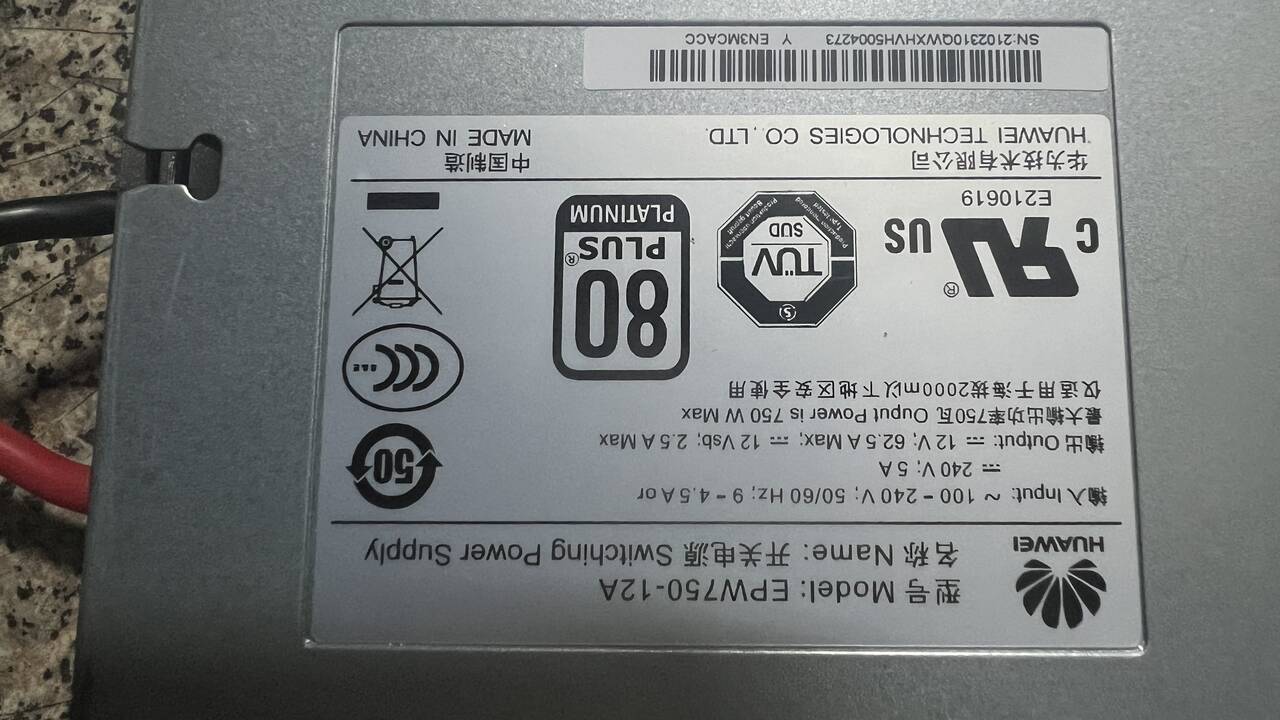 HUAWEI
型号 Model: EPW750-12A
名称 Name: 开关电源 Switching Power Supply
输入 Input: ~ 100-240 V; 50/60 Hz; 9-4.5 A or
⎓ 240 V; 5 A
输出 Output: ⎓ 12 V; 62.5 A Max; ⎓ 12 Vsb; 2.5 A Max
最大输出功率750瓦 Ouput Power is 750 W Max
仅适用于海拔2000m以下地区安全使用
50
CCC
S&E
c RU ® US
E210619
TÜV
SUD
80
PLUS®
PLATINUM
华为技术有限公司
HUAWEI TECHNOLOGIES CO., LTD.
中国制造
MADE IN CHINA
SN:2102310QWXHVH5004273 Y EN3MCACC